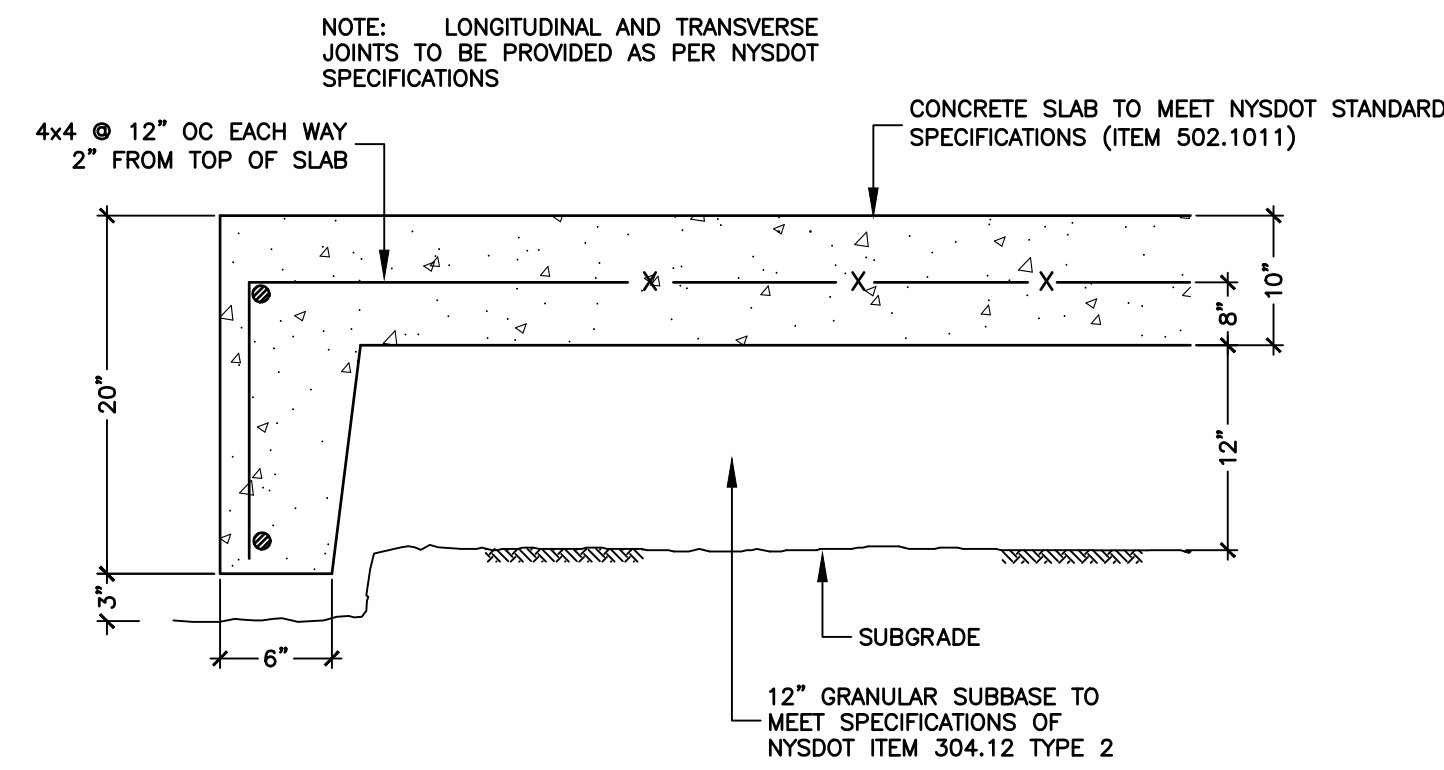 NOTE: LONGITUDINAL AND TRANSVERSE
JOINTS TO BE PROVIDED AS PER NYSDOT
SPECIFICATIONS
4x4 @ 12" OC EACH WAY
2" FROM TOP OF SLAB
CONCRETE SLAB TO MEET NYSDOT STANDARD
SPECIFICATIONS (ITEM 502.1011)
20"
3"
6"
10"
8"
12"
X X X
SUBGRADE
12" GRANULAR SUBBASE TO
MEET SPECIFICATIONS OF
NYSDOT ITEM 304.12 TYPE 2